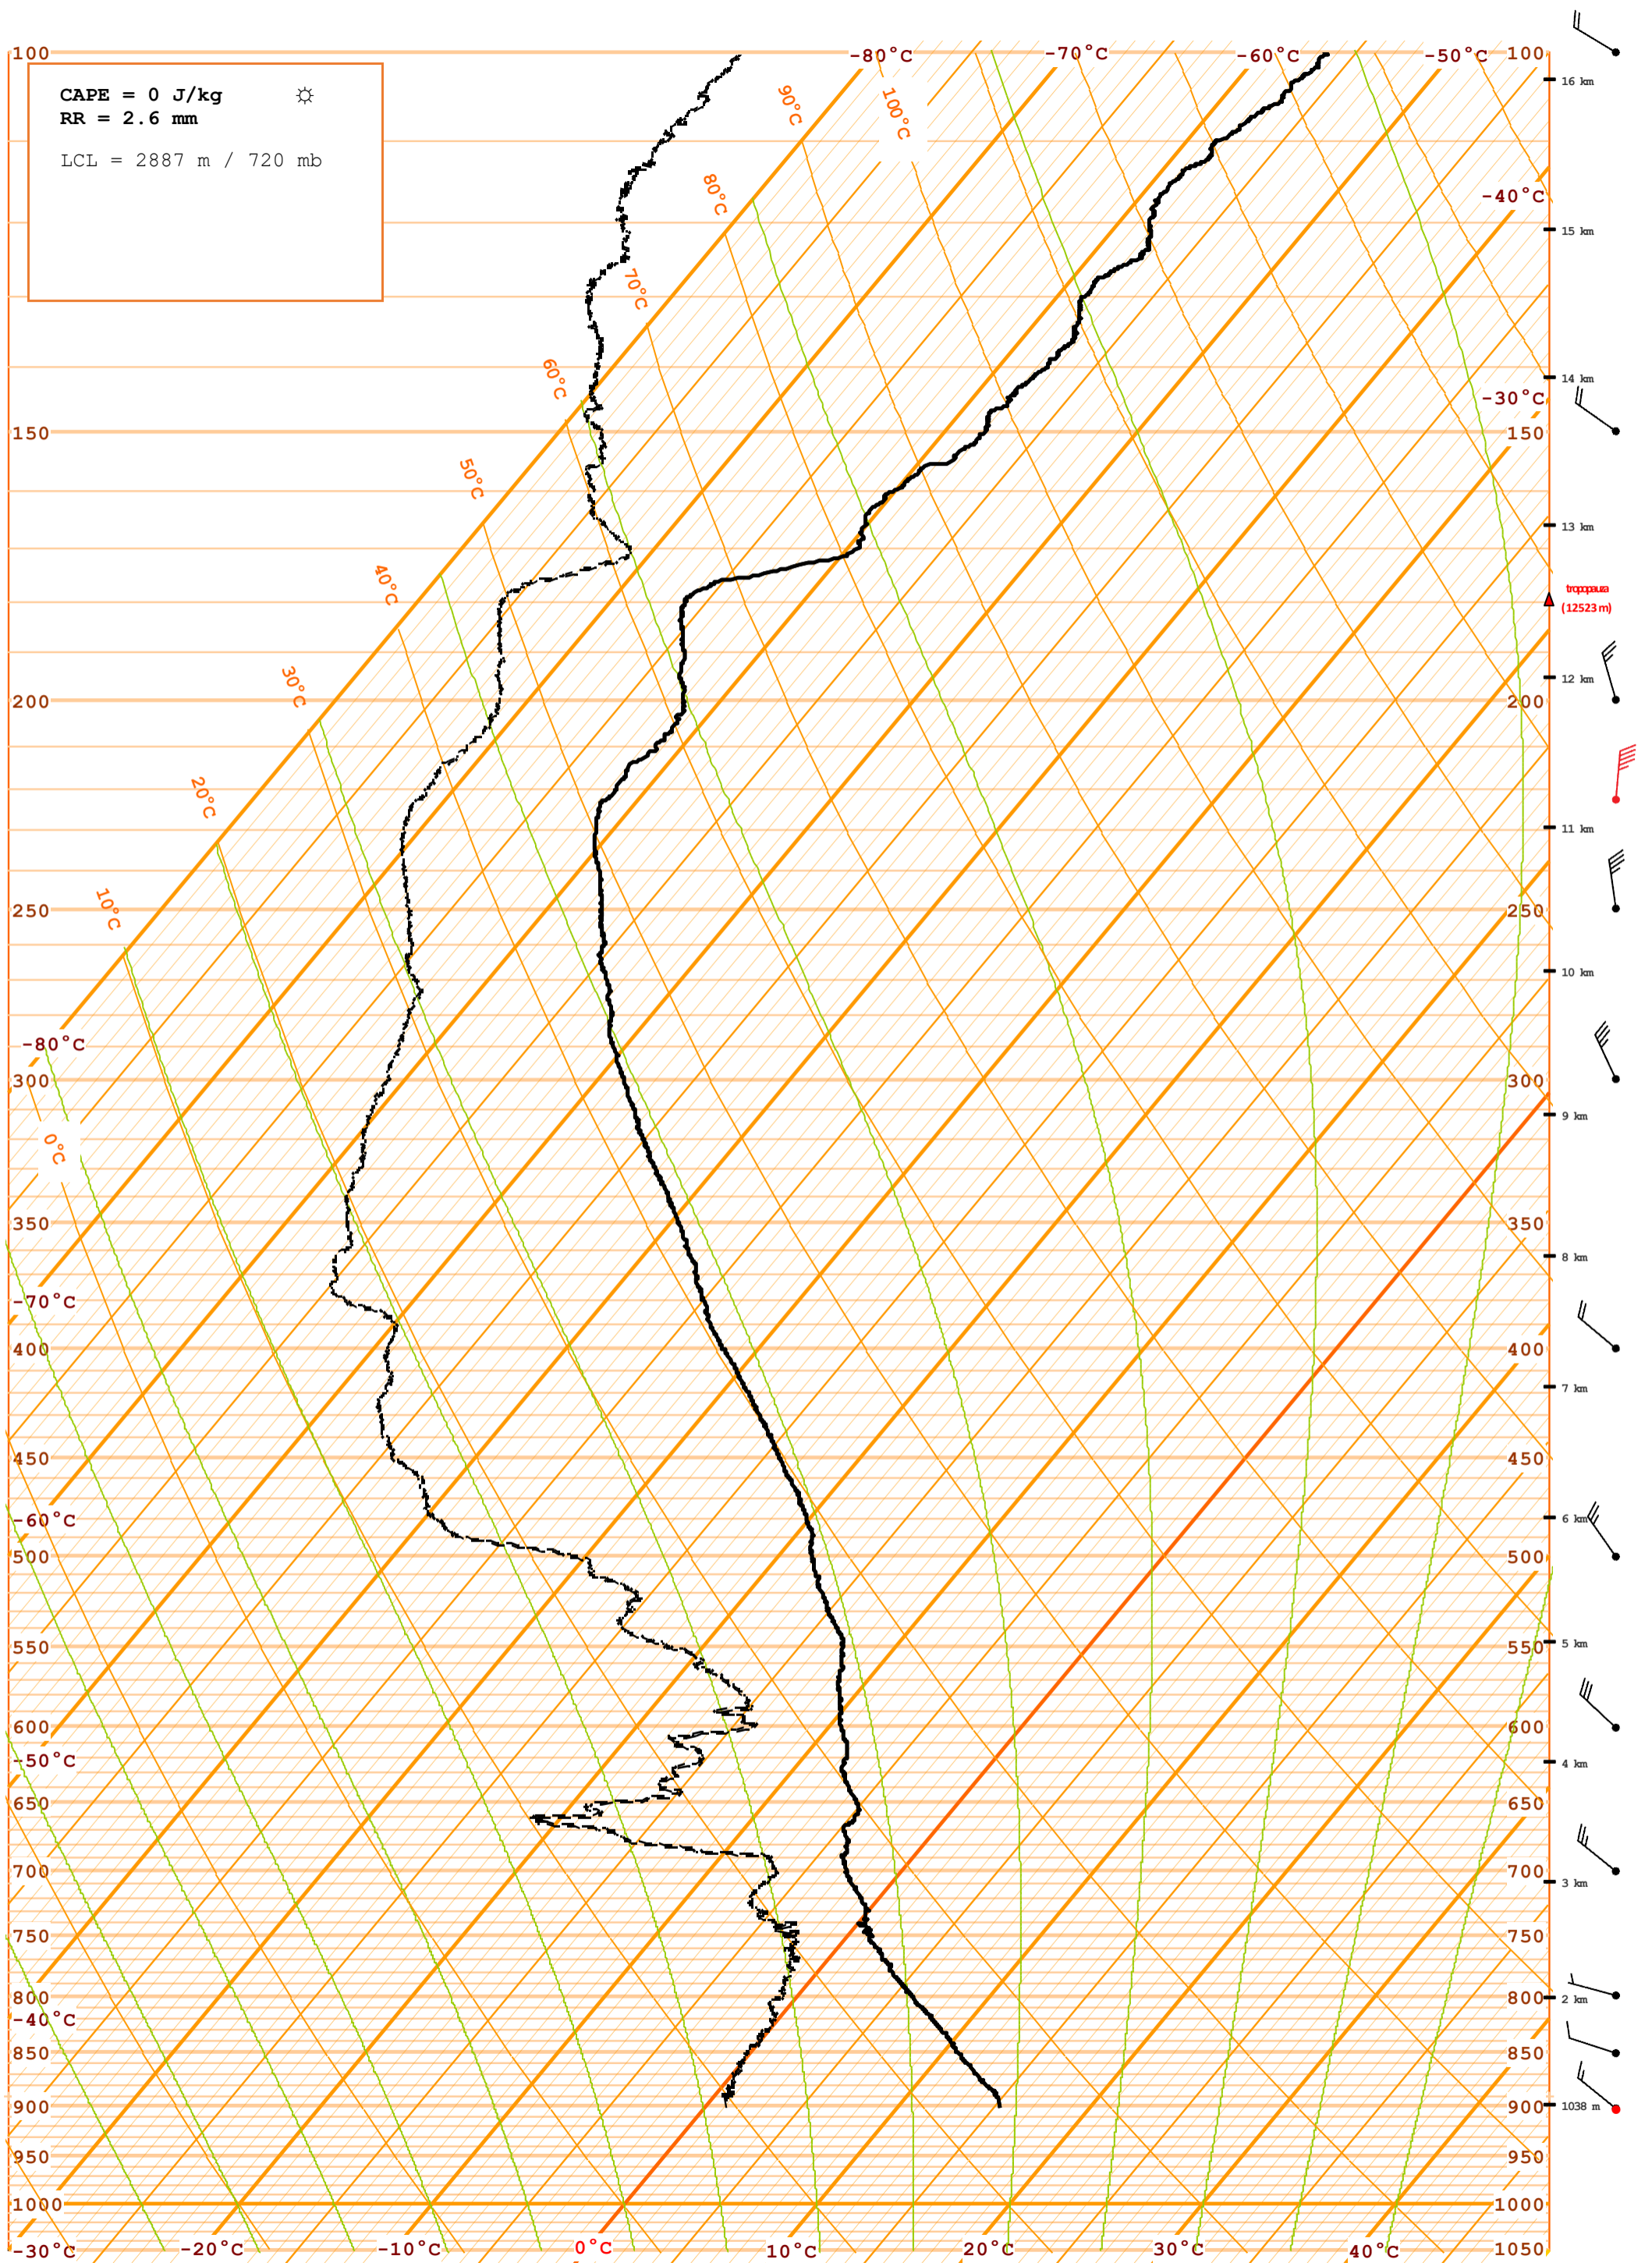 100 -80°C -70°C -60°C -50°C 100
16 km
CAPE = 0 J/kg ☼
RR = 2.6 mm
LCL = 2887 m / 720 mb
90°C 100°C
80°C
-40°C
15 km
70°C
60°C
14 km
-30°C
150 150
50°C
13 km
40°C
tropopauza
(12523 m)
30°C
12 km
200 200
20°C
11 km
10°C
250 250
10 km
-80°C
300 300
9 km
0°C
350 350
8 km
-70°C
400 400
7 km
450 450
-60°C
6 km
500 500
550 550
5 km
600 600
-50°C
4 km
650 650
700 700
3 km
750 750
800 800
2 km
-40°C
850 850
900 900
1038 m
950 950
1000 1000
-30°C -20°C -10°C 0°C 10°C 20°C 30°C 40°C 1050